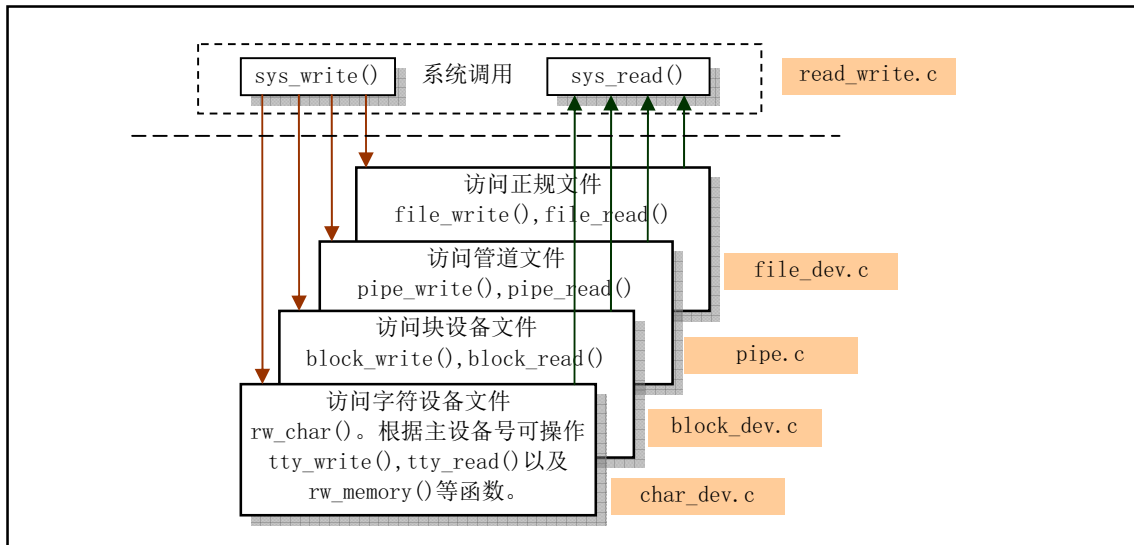 sys_write()
系统调用
sys_read()
read_write.c
访问正规文件
file_write(),file_read()
file_dev.c
访问管道文件
pipe_write(),pipe_read()
pipe.c
访问块设备文件
block_write(),block_read()
block_dev.c
访问字符设备文件
rw_char()。根据主设备号可操作
tty_write(),tty_read()以及
rw_memory()等函数。
char_dev.c